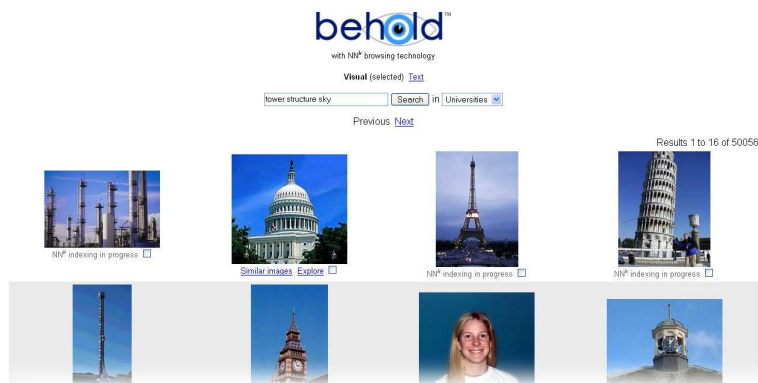 behold™
with NNᵏ browsing technology
Visual (selected) Text
tower structure sky Search in Universities
Previous Next
Results 1 to 16 of 50056
NNᵏ indexing in progress
Similar images Explore
NNᵏ indexing in progress
NNᵏ indexing in progress